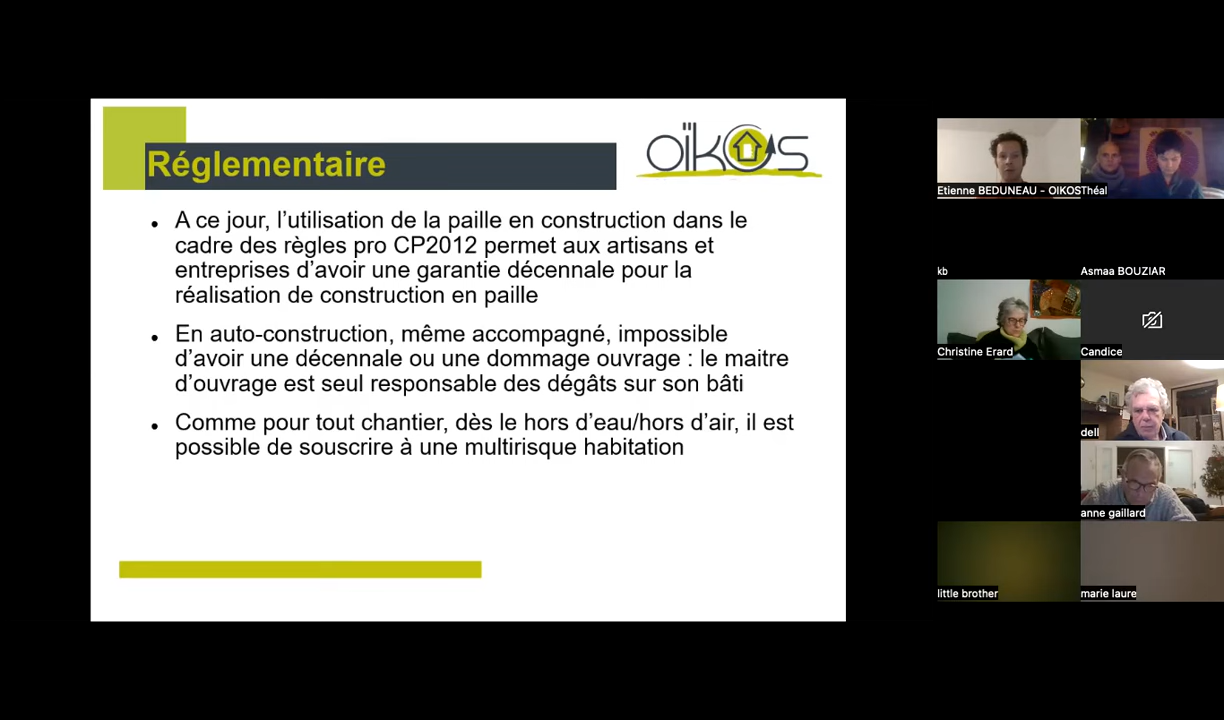 Réglementaire
oïkos
A ce jour, l’utilisation de la paille en construction dans le
cadre des règles pro CP2012 permet aux artisans et
entreprises d’avoir une garantie décennale pour la
réalisation de construction en paille
En auto-construction, même accompagné, impossible
d’avoir une décennale ou une dommage ouvrage : le maitre
d’ouvrage est seul responsable des dégâts sur son bâti
Comme pour tout chantier, dès le hors d’eau/hors d’air, il est
possible de souscrire à une multirisque habitation
Etienne BEDUNEAU - OIKOS
Théal
kb
Asmaa BOUZIAR
Christine Erard
Candice
dell
anne gaillard
little brother
marie laure